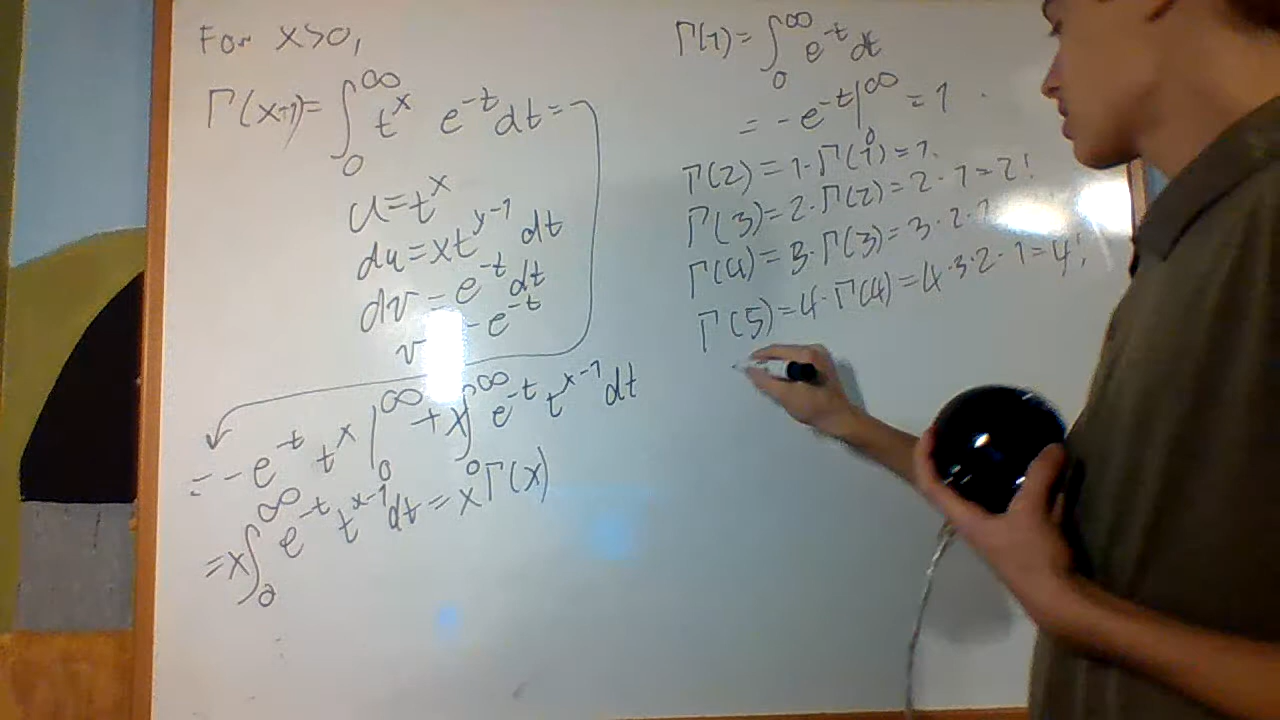 For x>0,
Γ(x+1)=∫₀^∞ t^x e^{-t}dt=
u=t^x
du=xt^{x-1}dt
dv=e^{-t}dt
v -e^{-t}
=-e^{-t} t^x|₀^∞+x∫₀^∞ e^{-t} t^{x-1}dt
=x∫₀^∞ e^{-t} t^{x-1}dt=xΓ(x)
Γ(1)=∫₀^∞ e^{-t}dt
=-e^{-t}|₀^∞=1.
Γ(2)=1·Γ(1)=1.
Γ(3)=2·Γ(2)=2·1=2!
Γ(4)=3·Γ(3)=3·2·1
Γ(5)=4·Γ(4)=4·3·2·1=4!